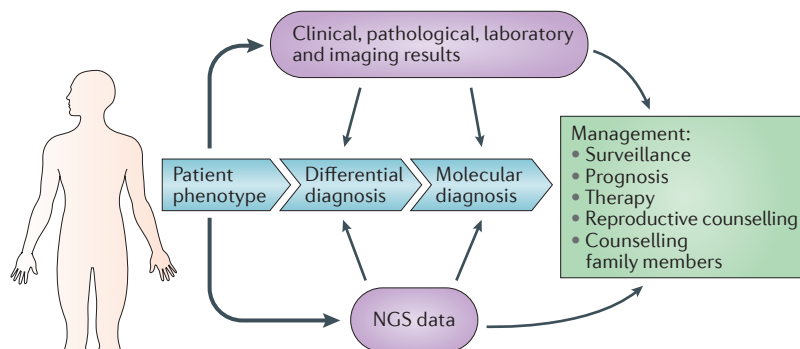 Clinical, pathological, laboratory
and imaging results
Patient
phenotype
Differential
diagnosis
Molecular
diagnosis
Management:
• Surveillance
• Prognosis
• Therapy
• Reproductive counselling
• Counselling
family members
NGS data